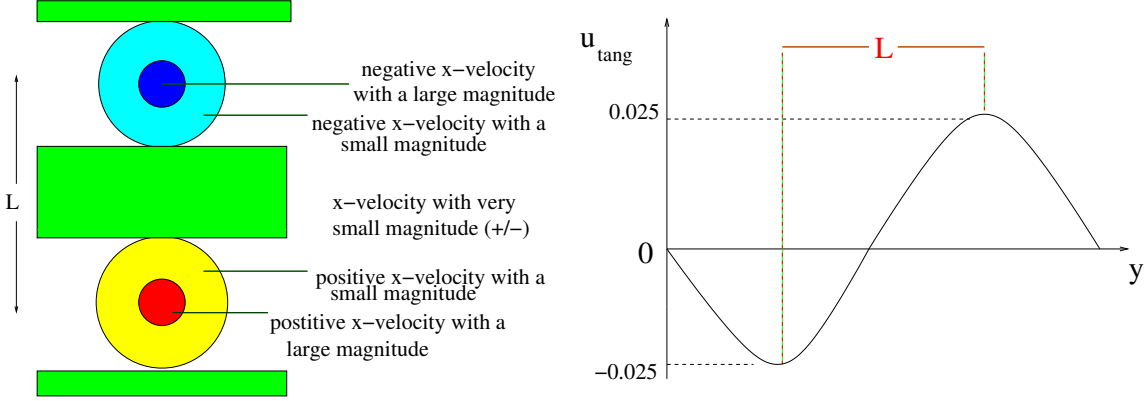 negative x−velocity
with a large magnitude
negative x−velocity with a
small magnitude
L
x−velocity with very
small magnitude (+/−)
positive x−velocity with a
small magnitude
postitive x−velocity with a
large magnitude
u tang
L
0.025
0
y
−0.025